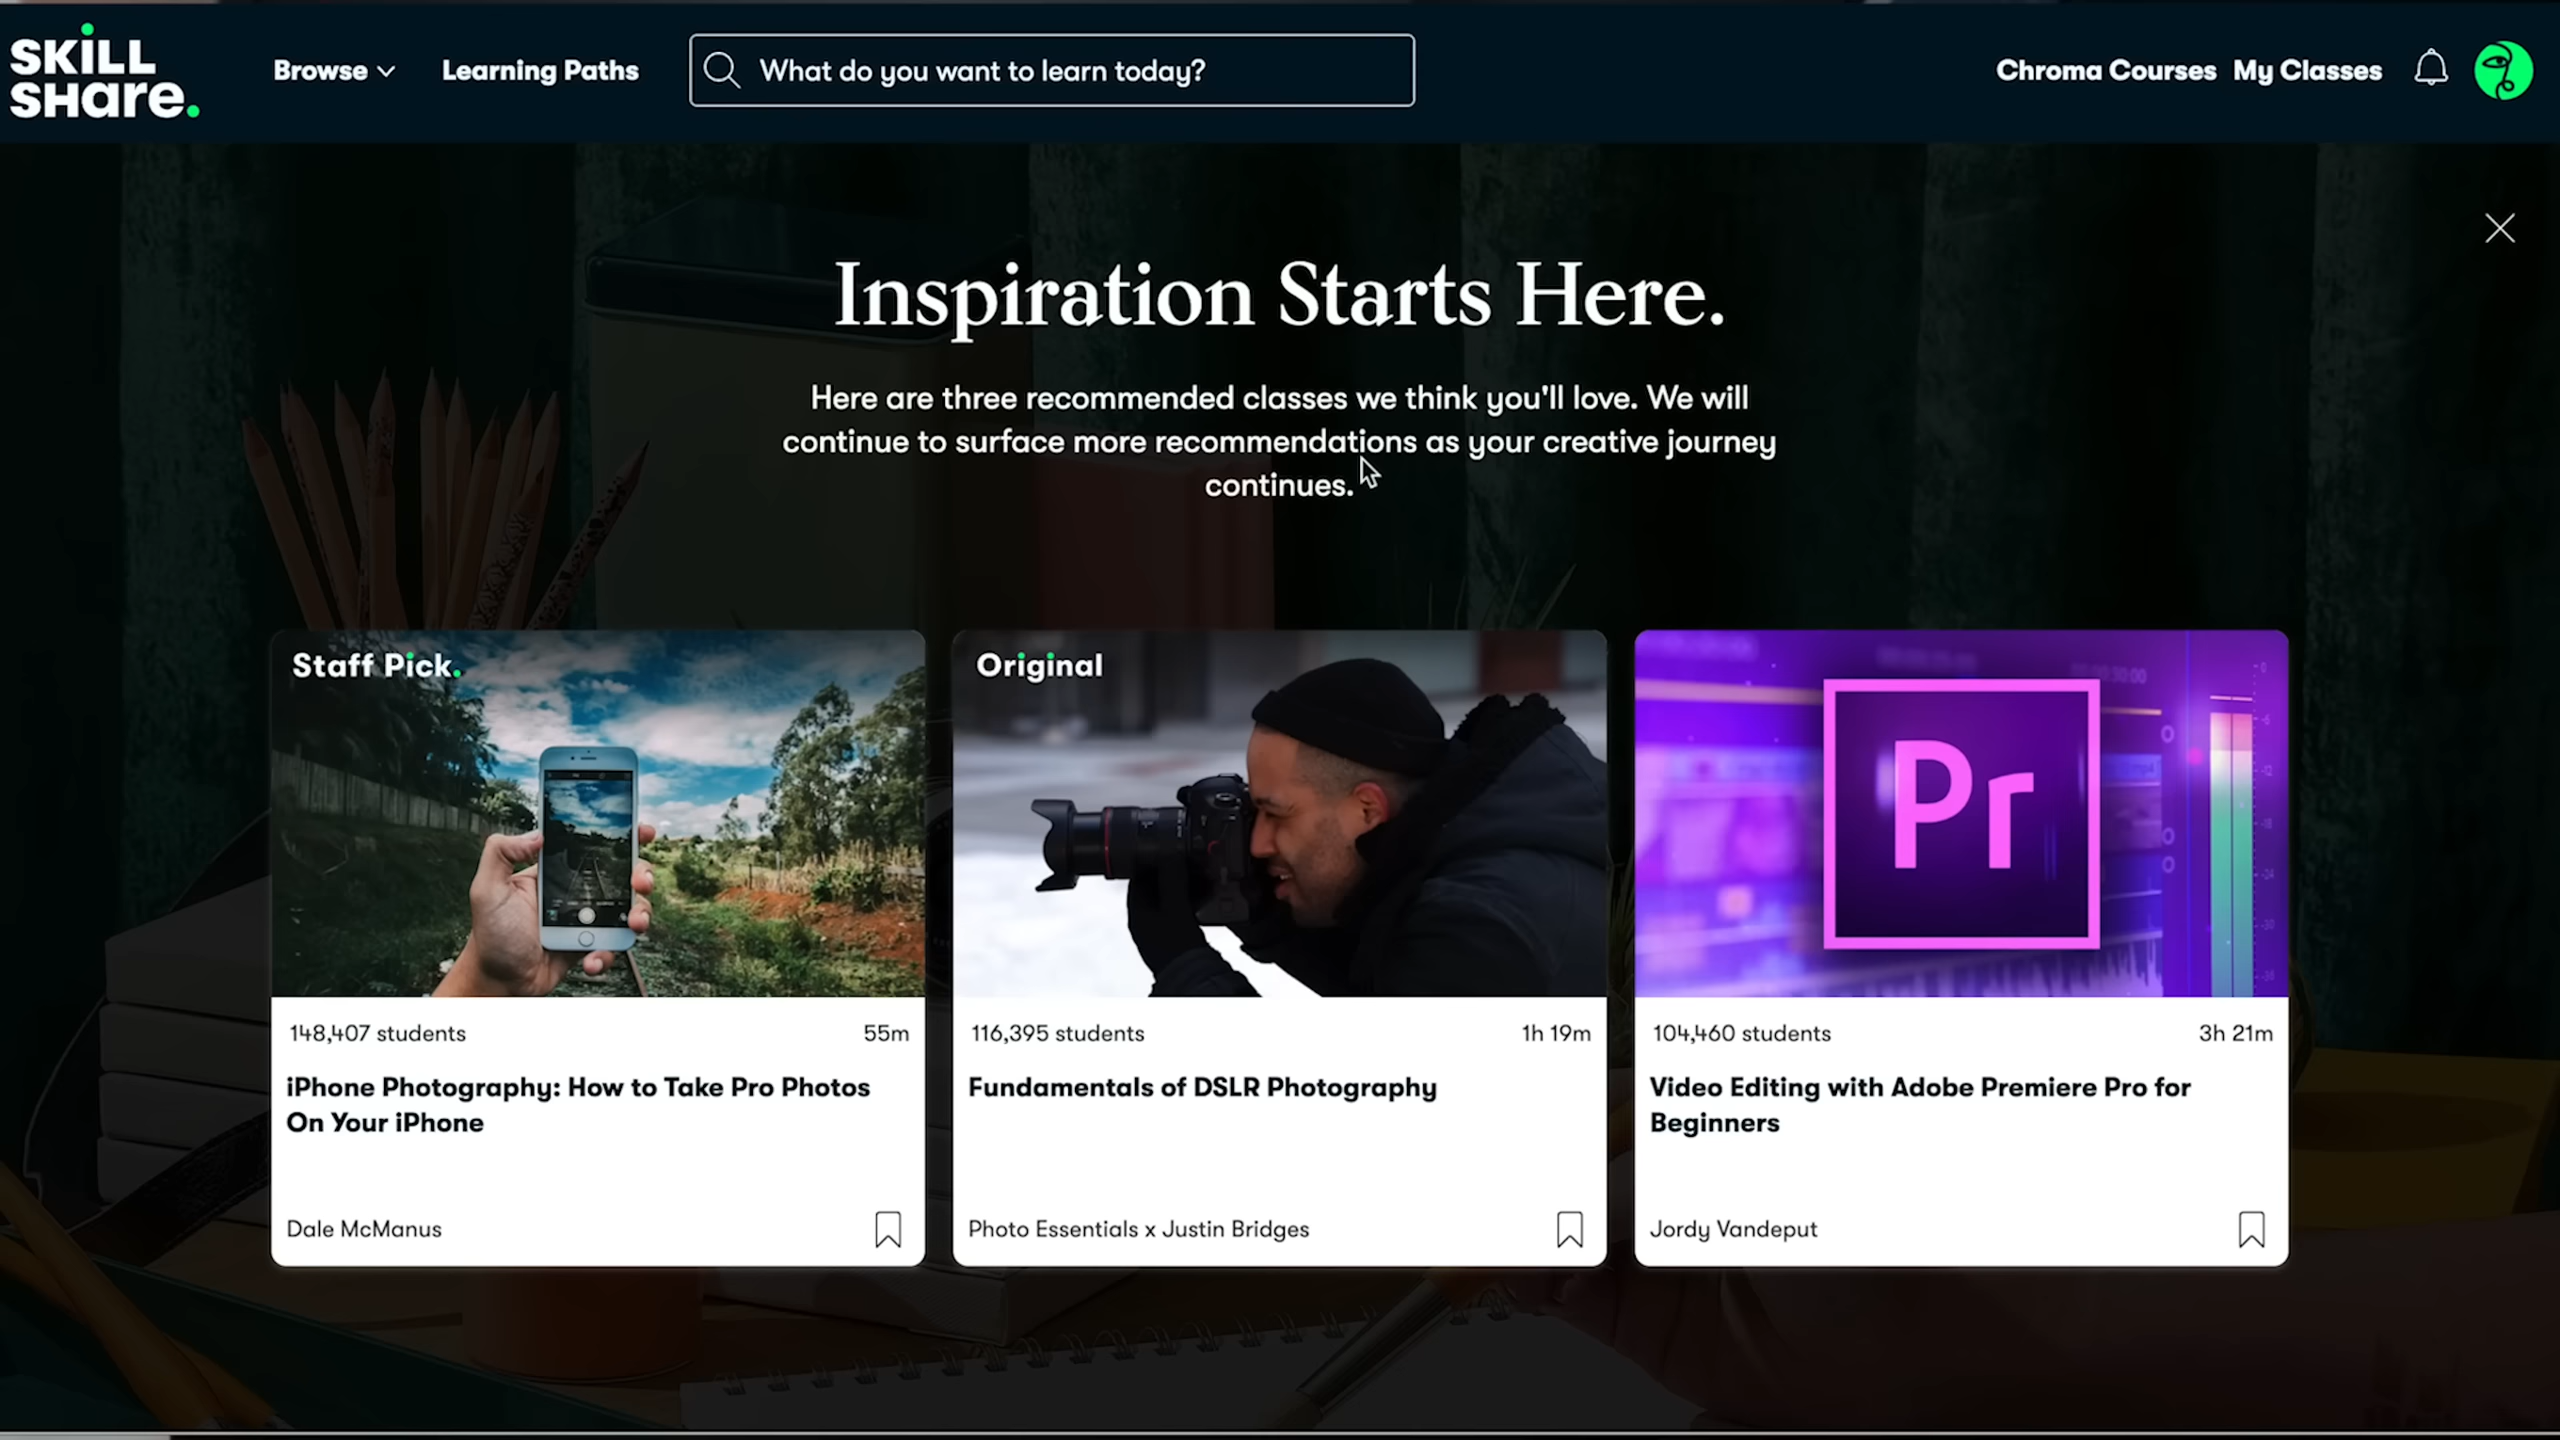 SKiLL
SHare.
Browse
Learning Paths
What do you want to learn today?
Chroma Courses
My Classes
Inspiration Starts Here.
Here are three recommended classes we think you'll love. We will
continue to surface more recommendations as your creative journey
continues.
Staff Pick.
148,407 students
55m
iPhone Photography: How to Take Pro Photos
On Your iPhone
Dale McManus
Original
116,395 students
1h 19m
Fundamentals of DSLR Photography
Photo Essentials x Justin Bridges
Pr
104,460 students
3h 21m
Video Editing with Adobe Premiere Pro for
Beginners
Jordy Vandeput